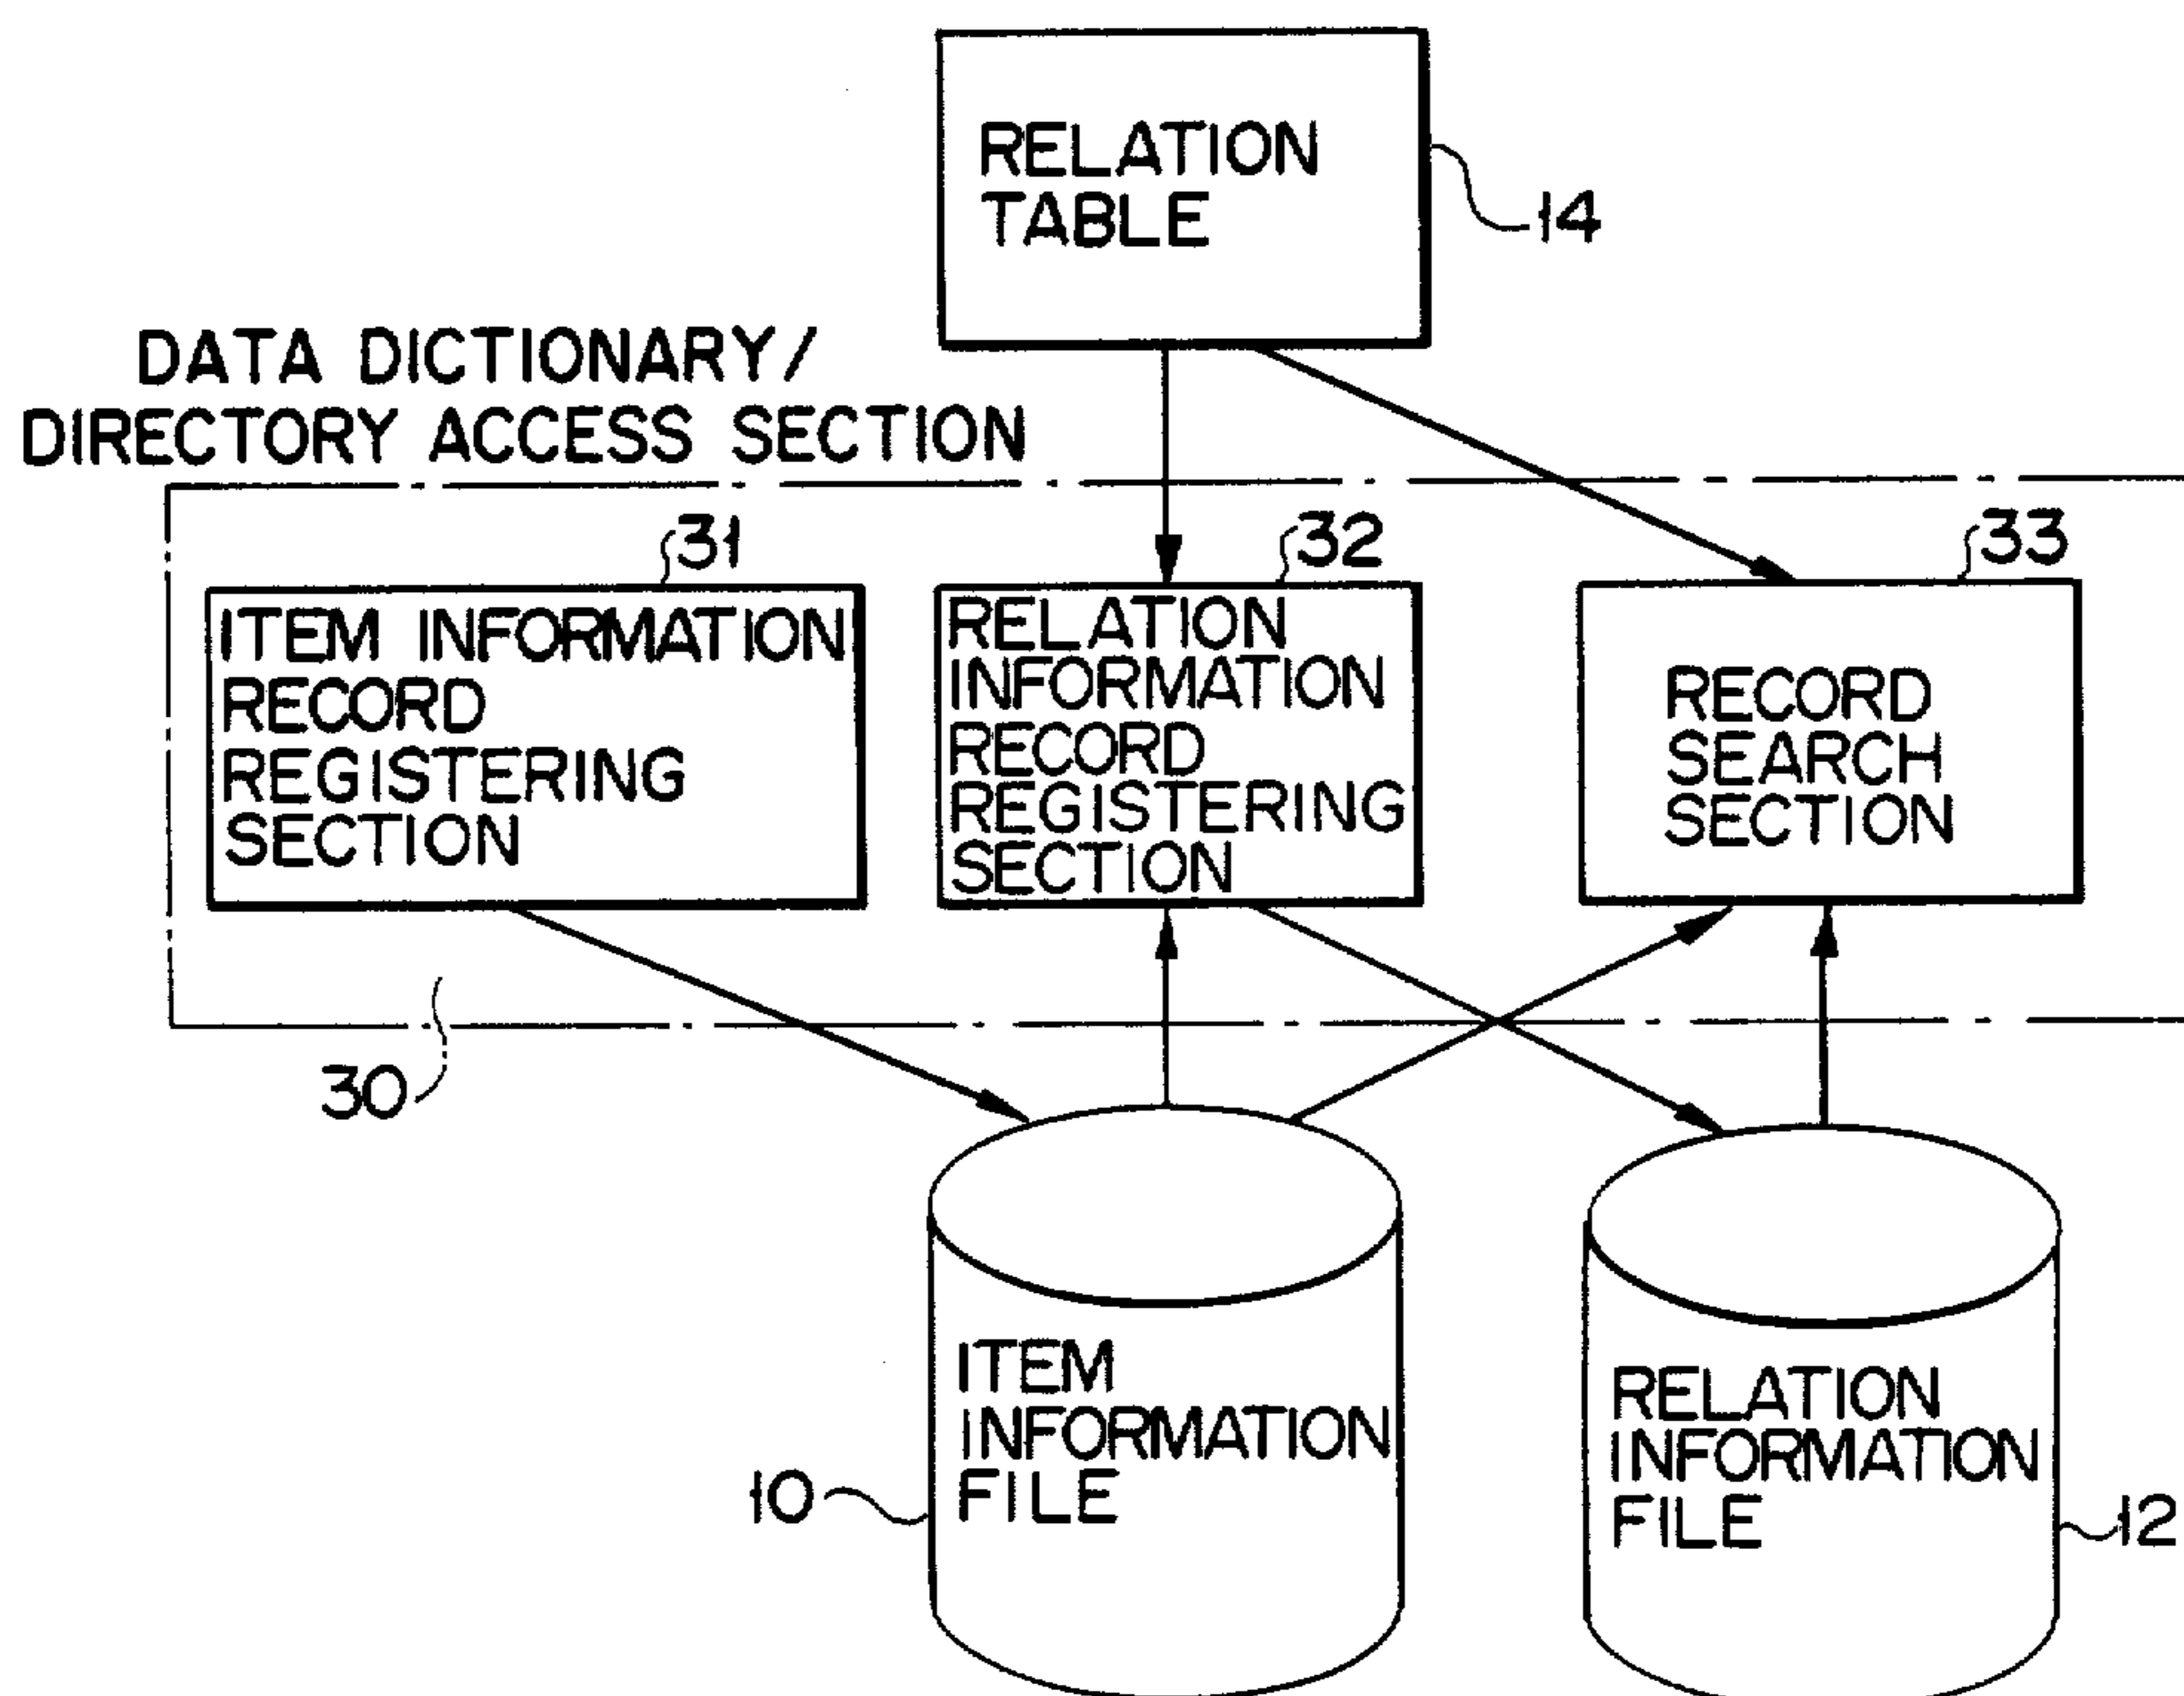 RELATION
TABLE
14
DATA DICTIONARY/
DIRECTORY ACCESS SECTION
31
32
33
ITEM INFORMATION
RECORD
REGISTERING
SECTION
RELATION
INFORMATION
RECORD
REGISTERING
SECTION
RECORD
SEARCH
SECTION
30
ITEM
INFORMATION
FILE
10
RELATION
INFORMATION
FILE
12